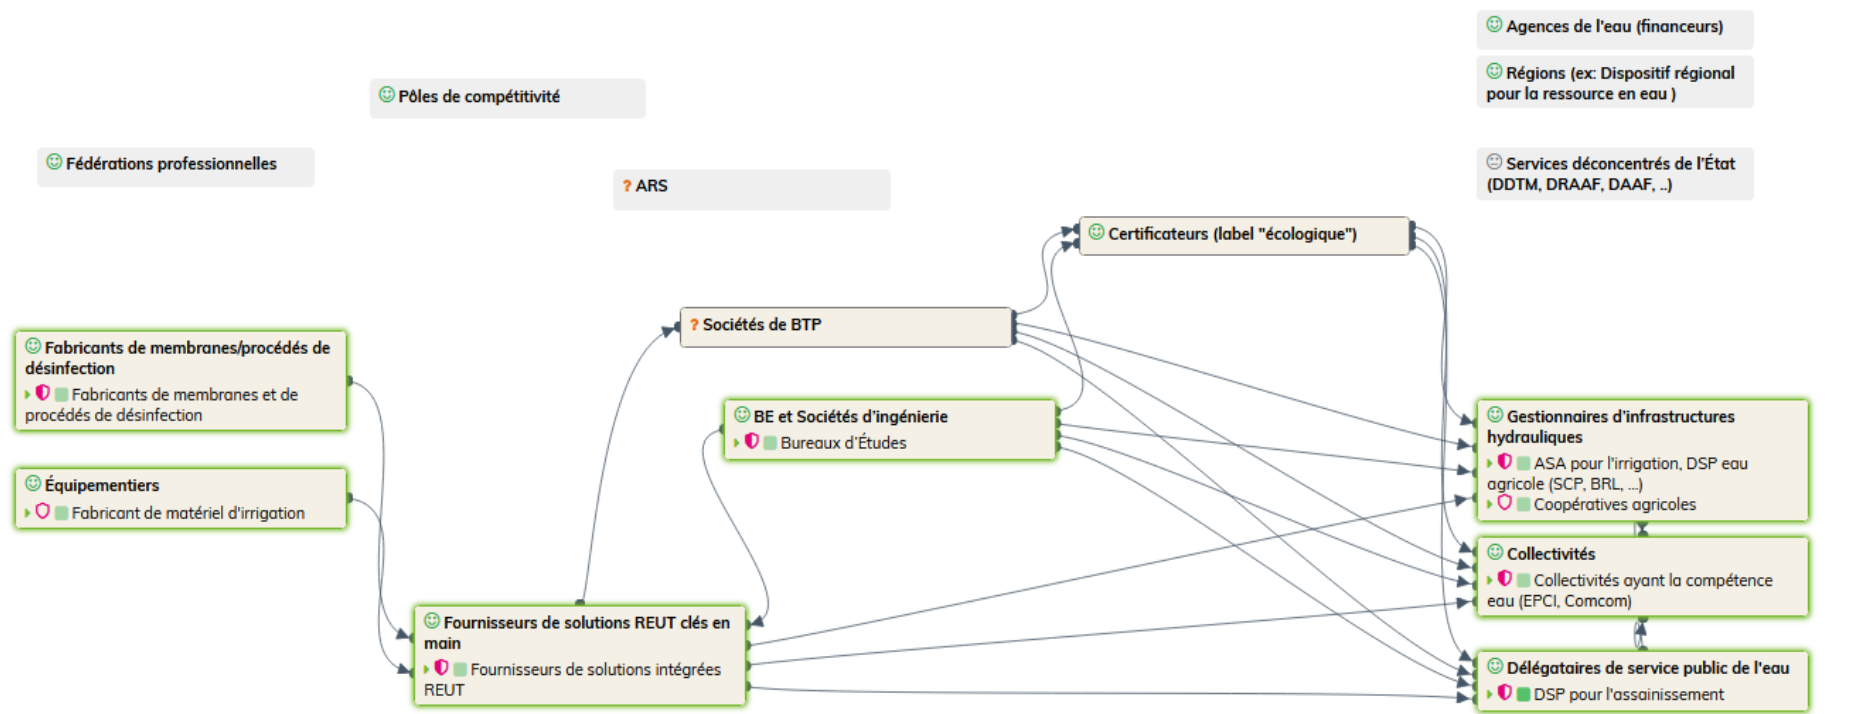 Agences de l'eau (financeurs)
Régions (ex: Dispositif régional
pour la ressource en eau )
Pôles de compétitivité
Fédérations professionnelles
Services déconcentrés de l'État
(DDTM, DRAAF, DAAF, ..)
? ARS
Certificateurs (label "écologique")
? Sociétés de BTP
Fabricants de membranes/procédés de
désinfection
Fabricants de membranes et de
procédés de désinfection
BE et Sociétés d'ingénierie
Bureaux d'Études
Gestionnaires d'infrastructures
hydrauliques
ASA pour l'irrigation, DSP eau
agricole (SCP, BRL, ...)
Coopératives agricoles
Équipementiers
Fabricant de matériel d'irrigation
Collectivités
Collectivités ayant la compétence
eau (EPCI, Comcom)
Fournisseurs de solutions REUT clés en
main
Fournisseurs de solutions intégrées
REUT
Délégataires de service public de l'eau
DSP pour l'assainissement